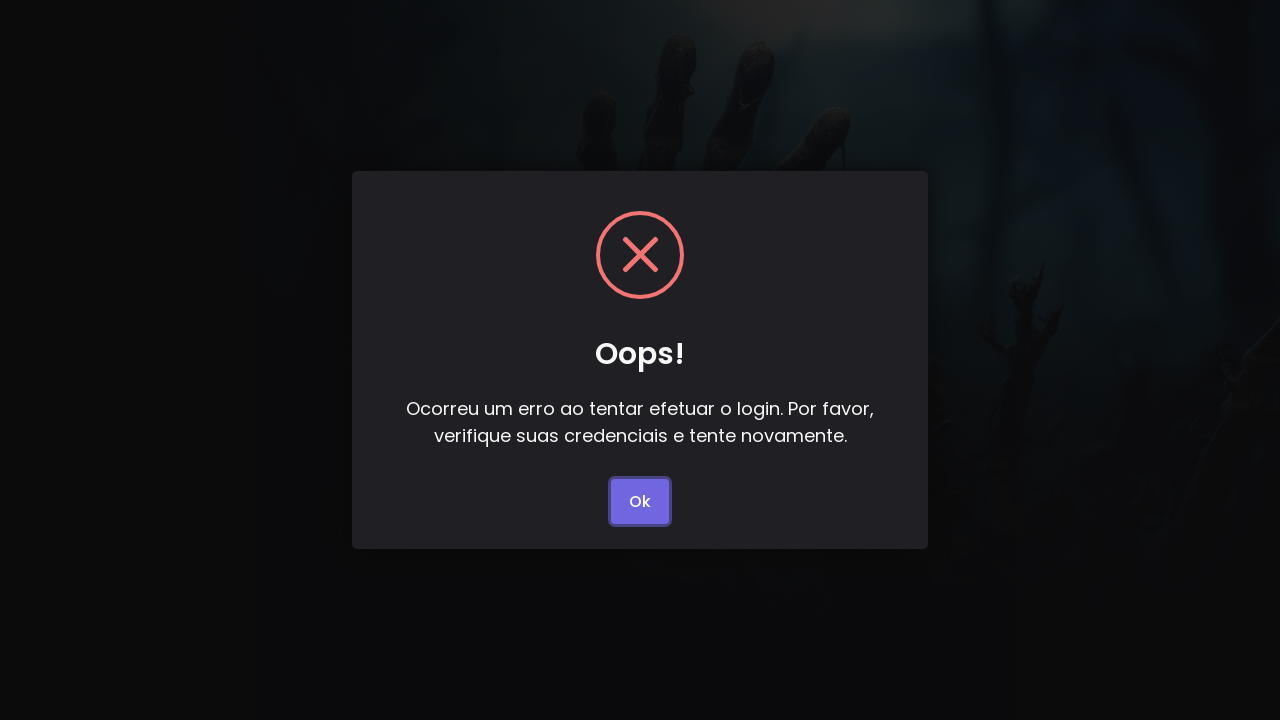 Oops!
Ocorreu um erro ao tentar efetuar o login. Por favor,
verifique suas credenciais e tente novamente.
Ok